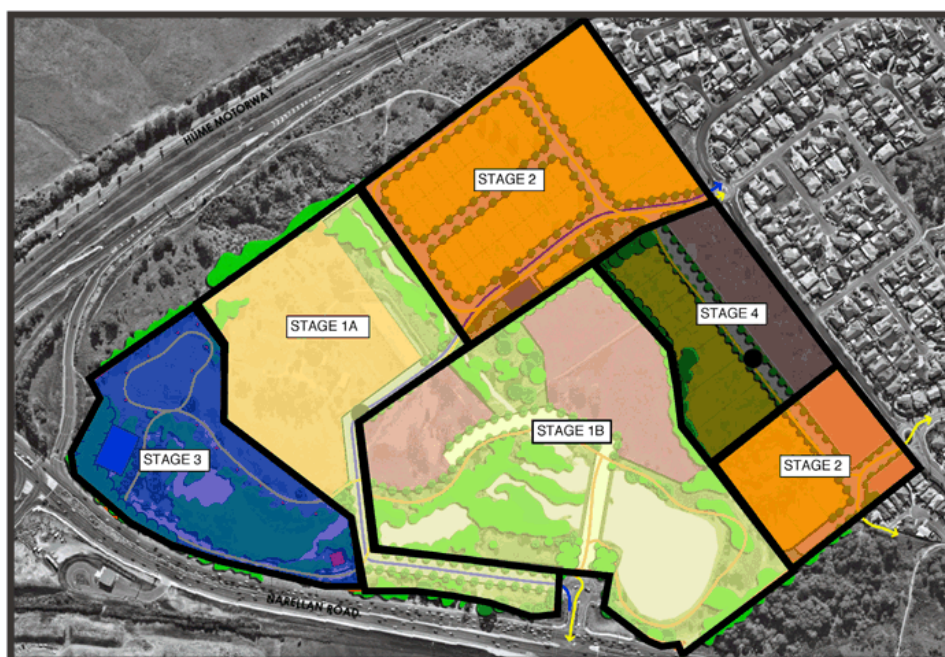 HUME MOTORWAY
STAGE 2
STAGE 1A
STAGE 4
STAGE 1B
STAGE 3
STAGE 2
NARELLAN ROAD